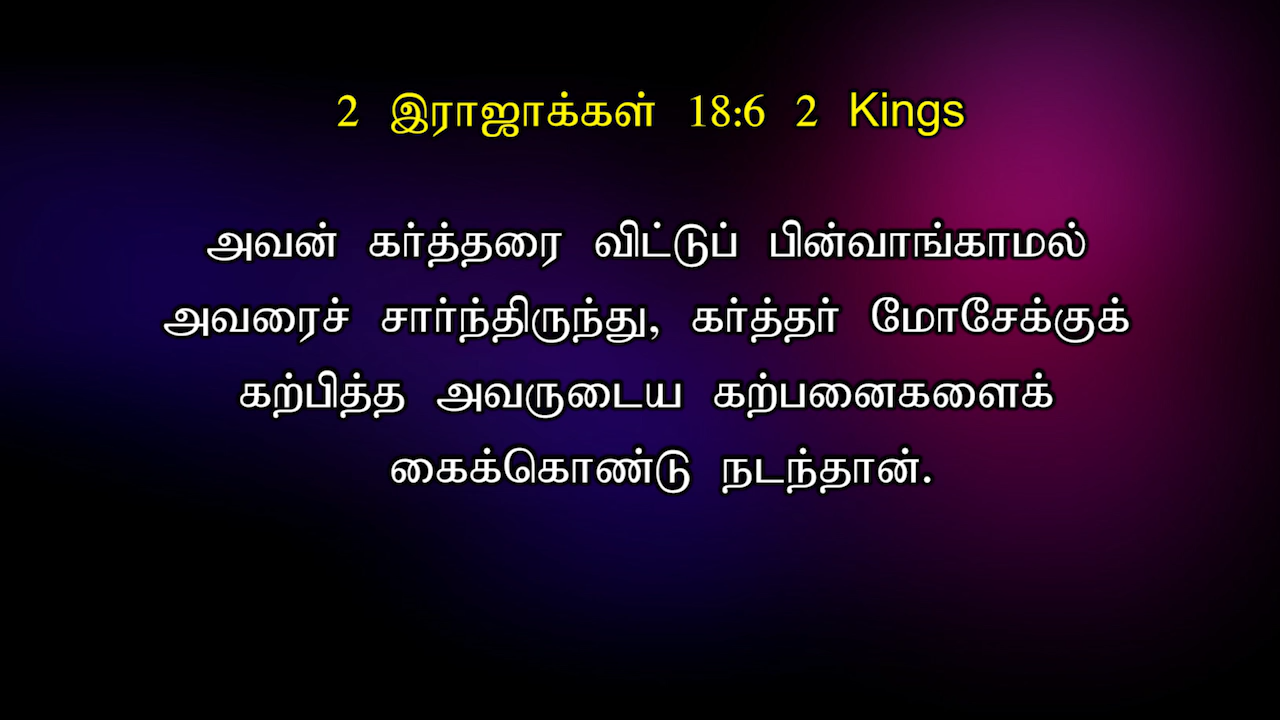 2 இராஜாக்கள் 18:6 2 Kings
அவன் கர்த்தரை விட்டுப் பின்வாங்காமல்
அவரைச் சார்ந்திருந்து, கர்த்தர் மோசேக்குக்
கற்பித்த அவருடைய கற்பனைகளைக்
கைக்கொண்டு நடந்தான்.